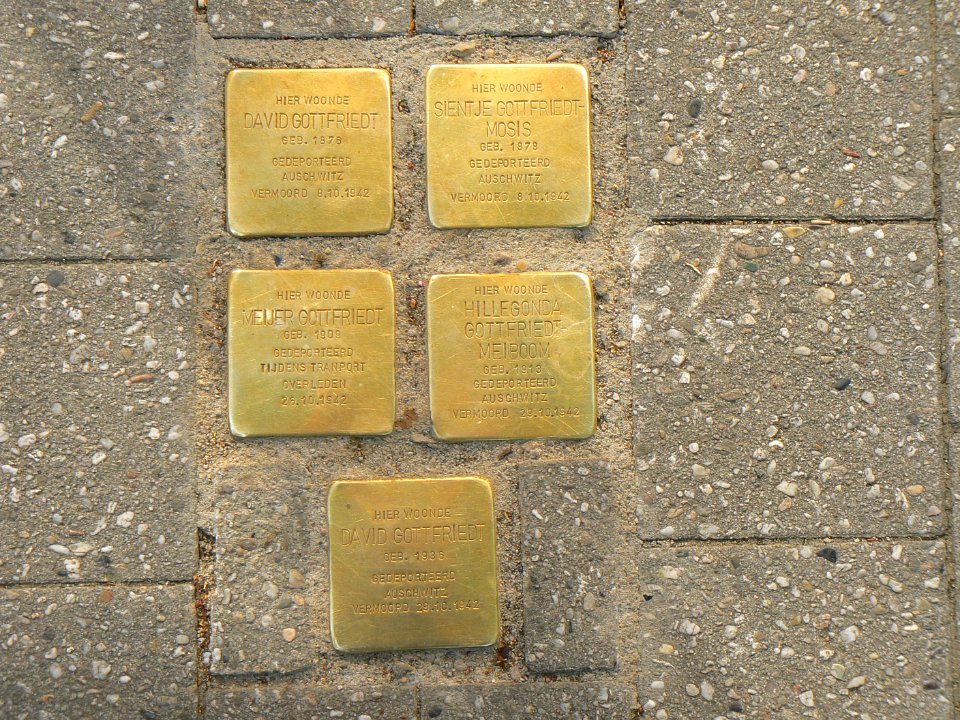 HIER WOONDE
DAVID GOTTFRIEDT
GEB. 1876
GEDEPORTEERD
AUSCHWITZ
VERMOORD 8.10.1942
HIER WOONDE
SIENTJE GOTTFRIEDT-
MOSIS
GEB. 1878
GEDEPORTEERD
AUSCHWITZ
VERMOORD 8.10.1942
HIER WOONDE
MEIJER GOTTFRIEDT
GEB. 1909
GEDEPORTEERD
TIJDENS TRANPORT
OVERLEDEN
26.10.1942
HIER WOONDE
HILLEGONDA
GOTTFRIEDT-
MEIBOOM
GEB. 1913
GEDEPORTEERD
AUSCHWITZ
VERMOORD 29.10.1942
HIER WOONDE
DAVID GOTTFRIEDT
GEB. 1936
GEDEPORTEERD
AUSCHWITZ
VERMOORD 29.10.1942